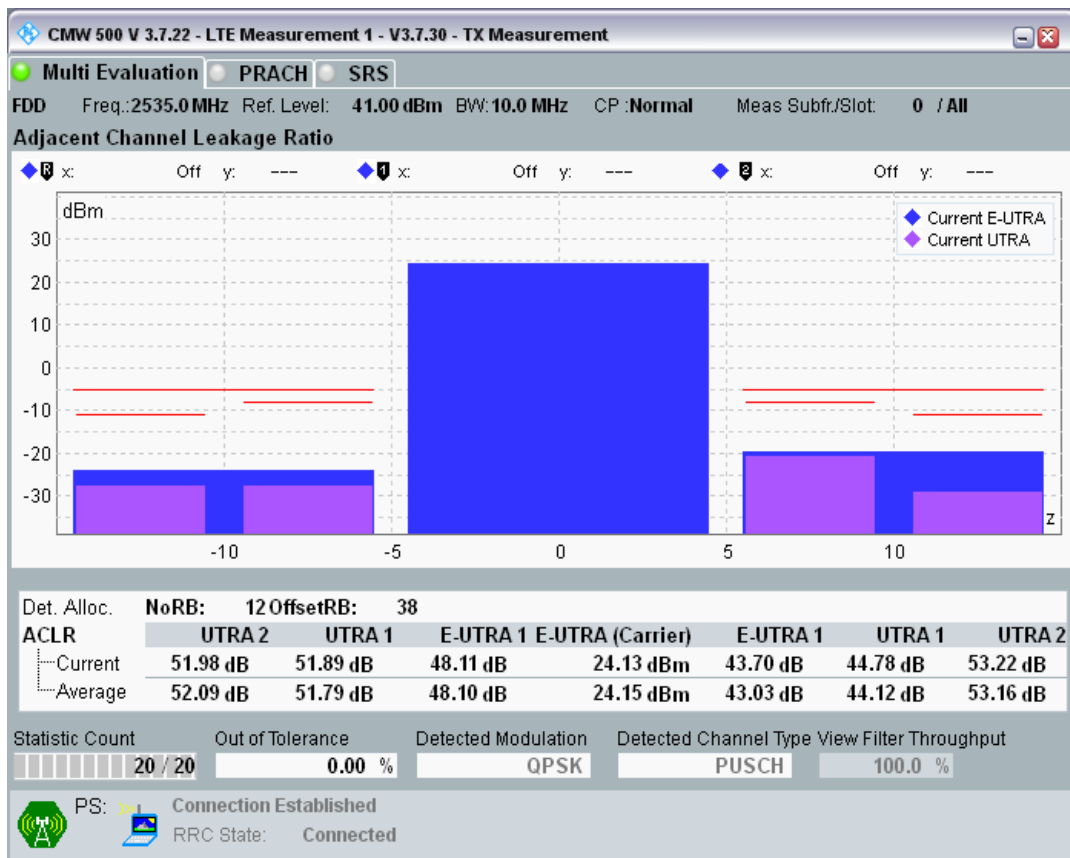 CMW 500 V 3.7.22 - LTE Measurement 1 - V3.7.30 - TX Measurement
Multi Evaluation PRACH SRS
FDD Freq.:2535.0 MHz Ref. Level: 41.00 dBm BW:10.0 MHz CP :Normal Meas Subfr./Slot: 0 / All
Adjacent Channel Leakage Ratio
R x: Off y: --- 1 x: Off y: --- 2 x: Off y: ---
dBm
Current E-UTRA
Current UTRA
30
20
10
0
-10
-20
-30
z
-10 -5 0 5 10
Det. Alloc. NoRB: 12 OffsetRB: 38
ACLR UTRA 2 UTRA 1 E-UTRA 1 E-UTRA (Carrier) E-UTRA 1 UTRA 1 UTRA 2
Current 51.98 dB 51.89 dB 48.11 dB 24.13 dBm 43.70 dB 44.78 dB 53.22 dB
Average 52.09 dB 51.79 dB 48.10 dB 24.15 dBm 43.03 dB 44.12 dB 53.16 dB
Statistic Count Out of Tolerance Detected Modulation Detected Channel Type View Filter Throughput
20 / 20 0.00 % QPSK PUSCH 100.0 %
PS: Connection Established
RRC State: Connected